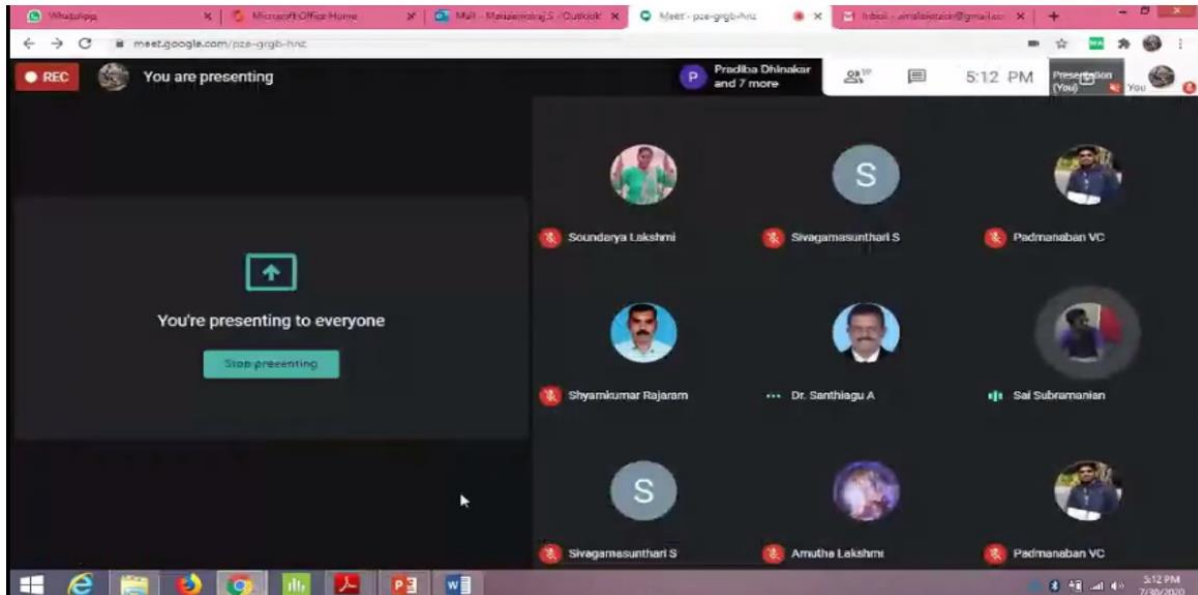 WhatsApp
Microsoft Office Home
Meet - pze-grgb-hnz
meet.google.com/pze-grgb-hnz
REC
You are presenting
P
Pradiba Dhinakar
and 7 more
5:12 PM
Presentation
(You)
You
You're presenting to everyone
Stop presenting
Soundarya Lakshmi
S
Sivagamasunthari S
Padmanaban VC
Shyamkumar Rajaram
Dr. Santhiagu A
Sai Subramanian
S
Sivagamasunthari S
Amutha Lakshmi
Padmanaban VC
5:12 PM
7/30/2020